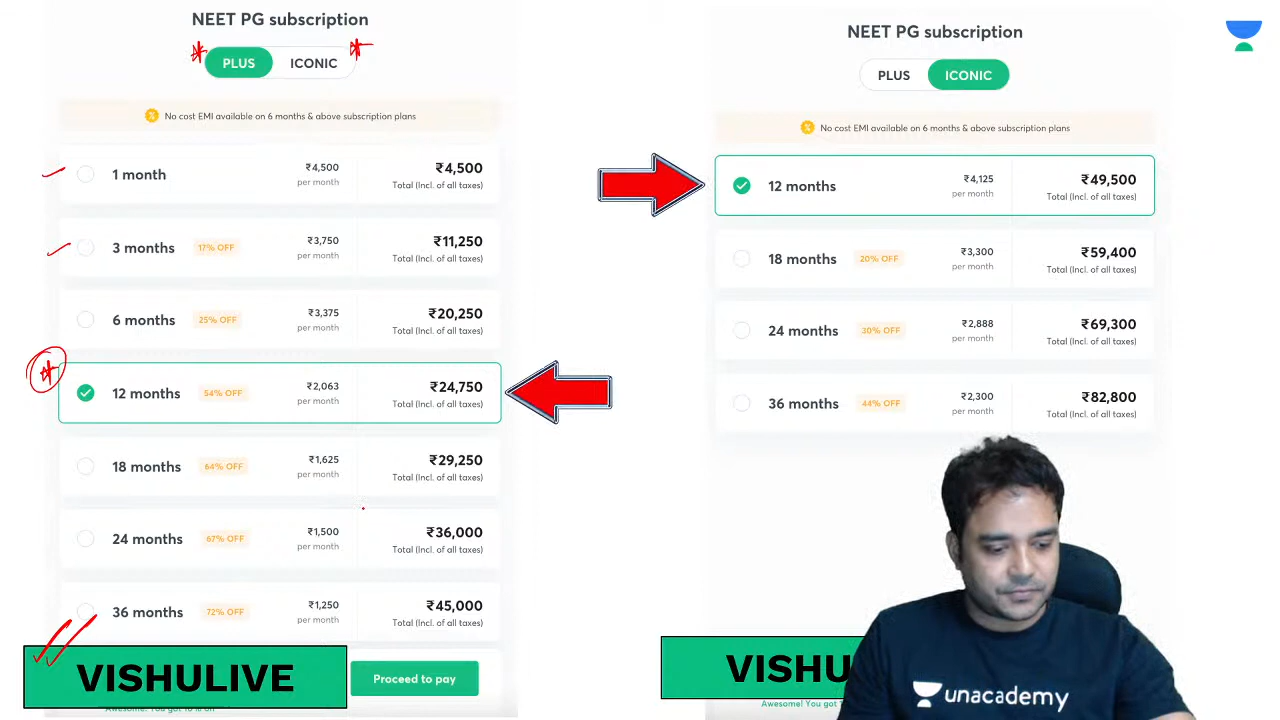 NEET PG subscription
PLUS ICONIC
No cost EMI available on 6 months & above subscription plans
1 month ₹4,500 per month ₹4,500 Total (Incl. of all taxes)
3 months 17% OFF ₹3,750 per month ₹11,250 Total (Incl. of all taxes)
6 months 25% OFF ₹3,375 per month ₹20,250 Total (Incl. of all taxes)
12 months 54% OFF ₹2,063 per month ₹24,750 Total (Incl. of all taxes)
18 months 64% OFF ₹1,625 per month ₹29,250 Total (Incl. of all taxes)
24 months 67% OFF ₹1,500 per month ₹36,000 Total (Incl. of all taxes)
36 months 72% OFF ₹1,250 per month ₹45,000 Total (Incl. of all taxes)
VISHULIVE
Proceed to pay
Awesome! You got 10% off
NEET PG subscription
PLUS ICONIC
No cost EMI available on 6 months & above subscription plans
12 months ₹4,125 per month ₹49,500 Total (Incl. of all taxes)
18 months 20% OFF ₹3,300 per month ₹59,400 Total (Incl. of all taxes)
24 months 30% OFF ₹2,888 per month ₹69,300 Total (Incl. of all taxes)
36 months 44% OFF ₹2,300 per month ₹82,800 Total (Incl. of all taxes)
VISHU
Awesome! You got
unacademy